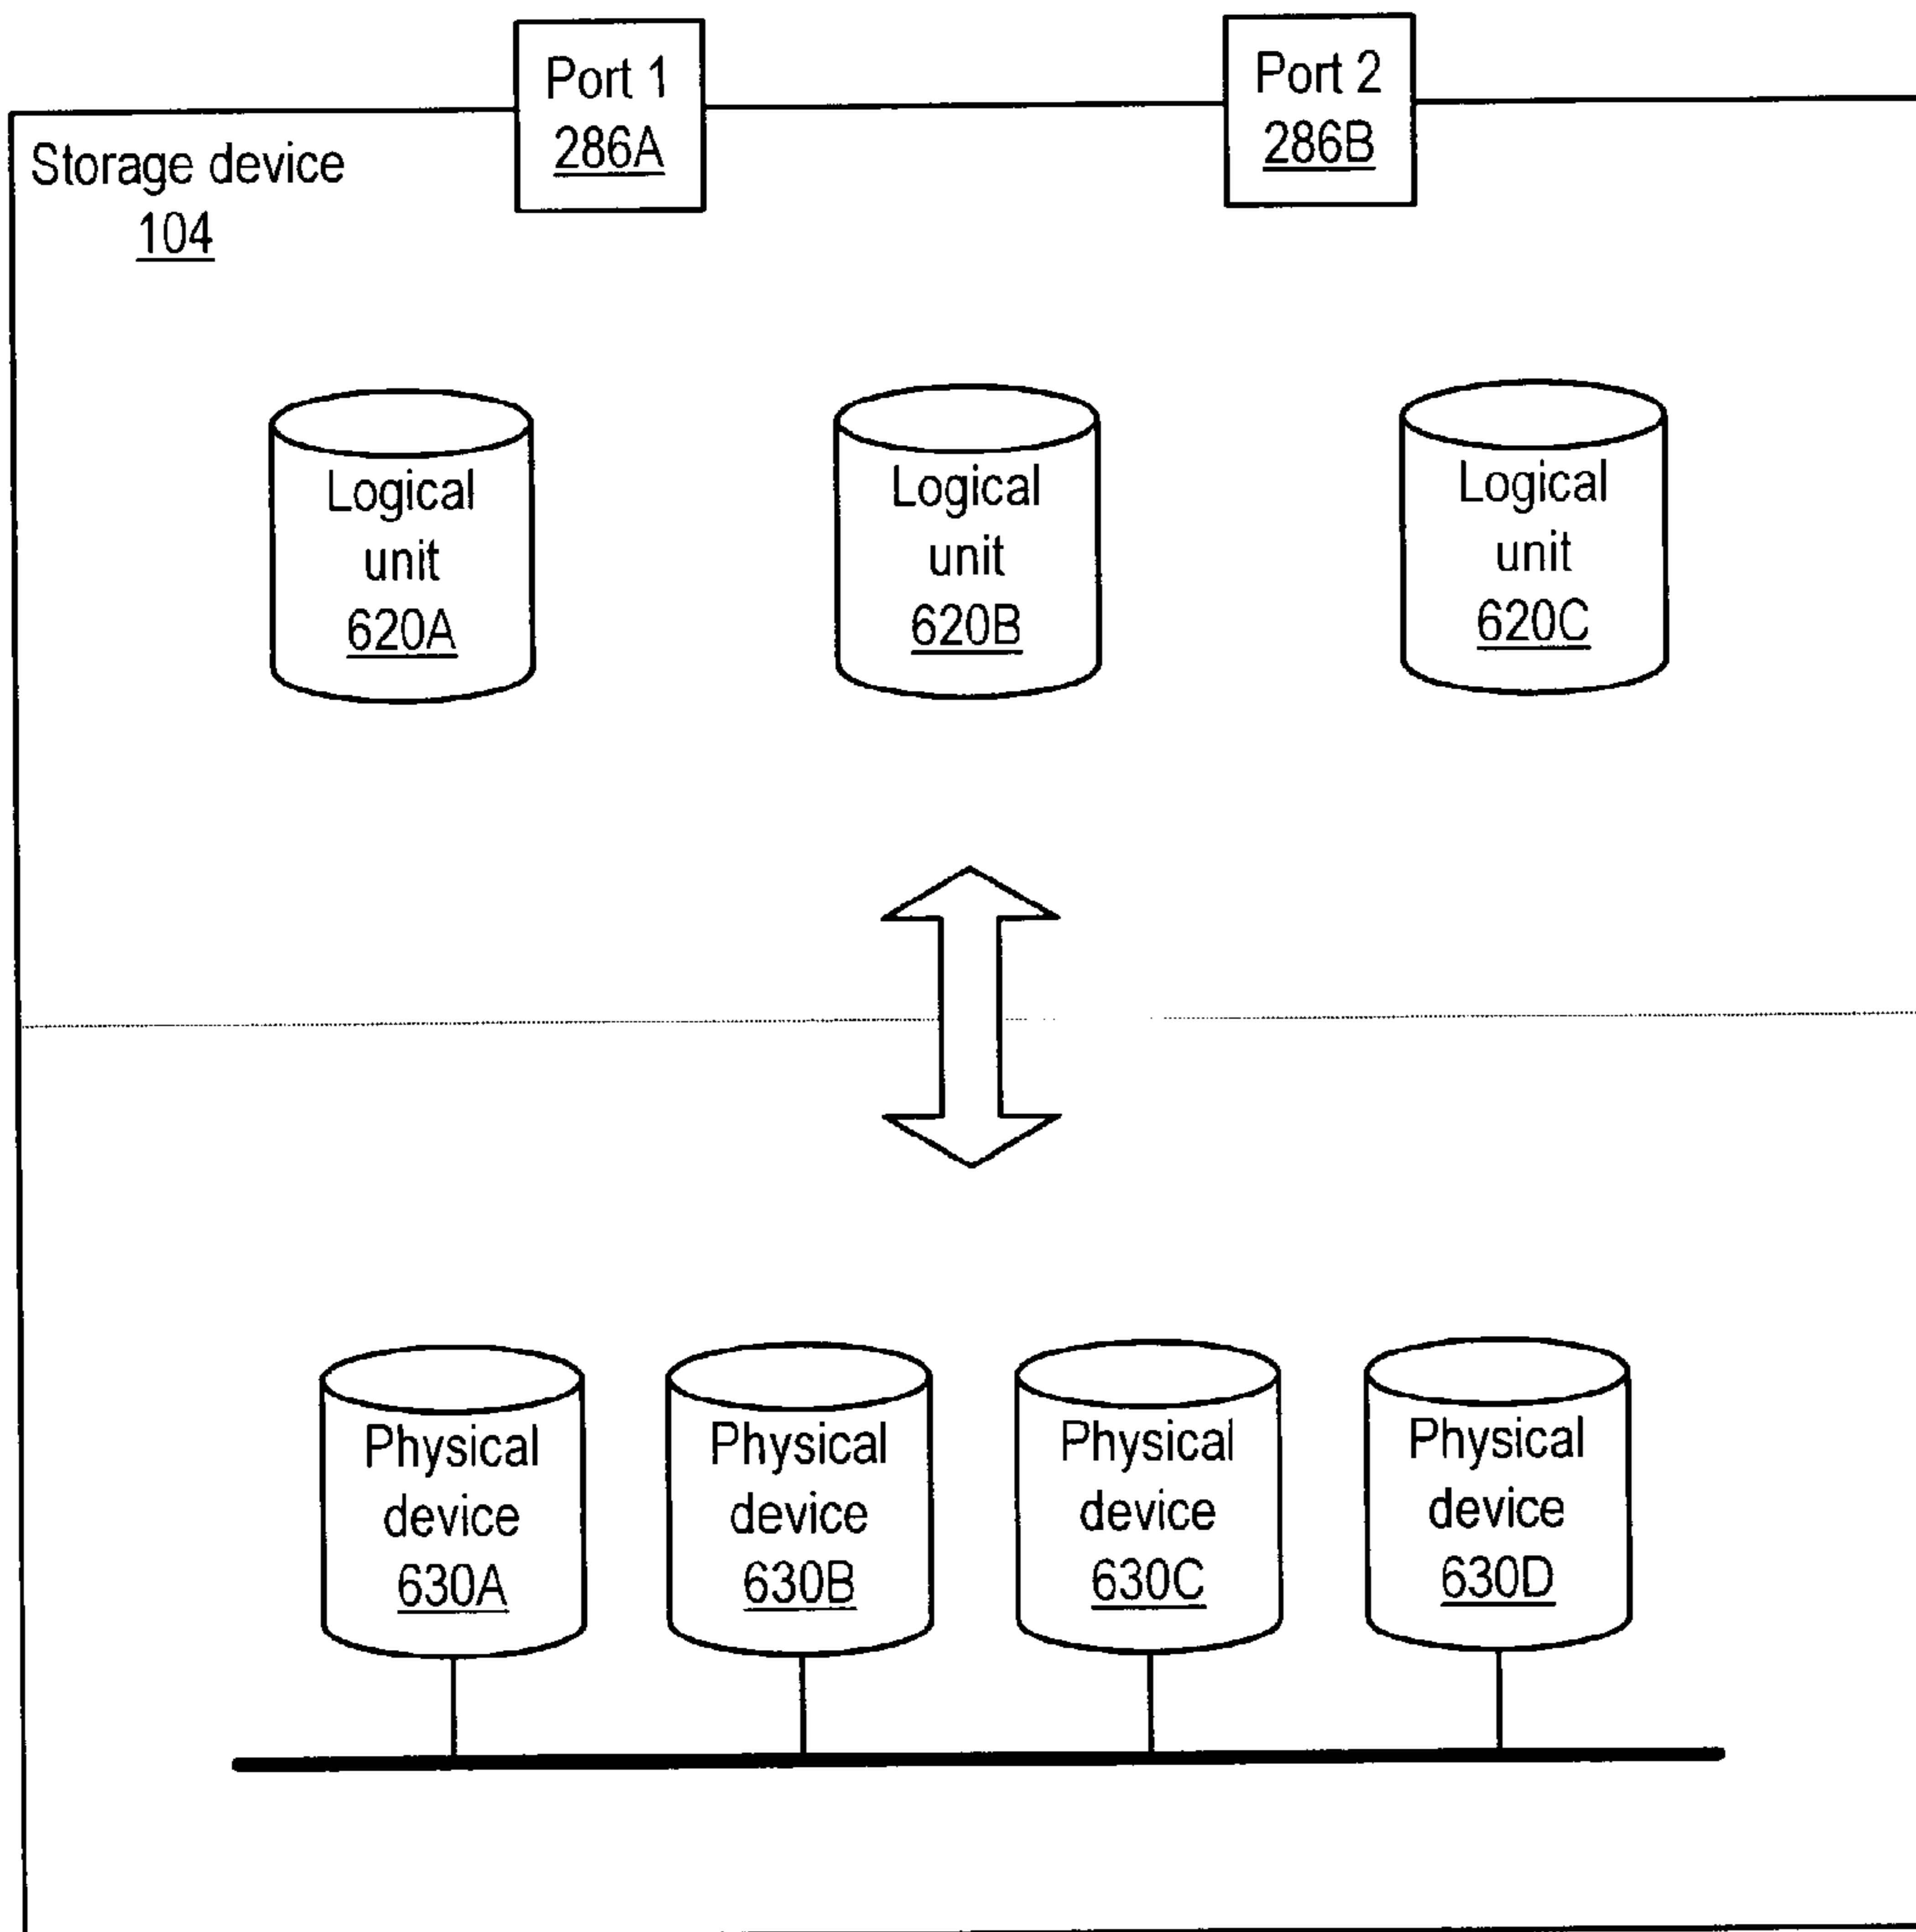 Port 1
286A
Port 2
286B
Storage device
104
Logical
unit
620A
Logical
unit
620B
Logical
unit
620C
Physical
device
630A
Physical
device
630B
Physical
device
630C
Physical
device
630D